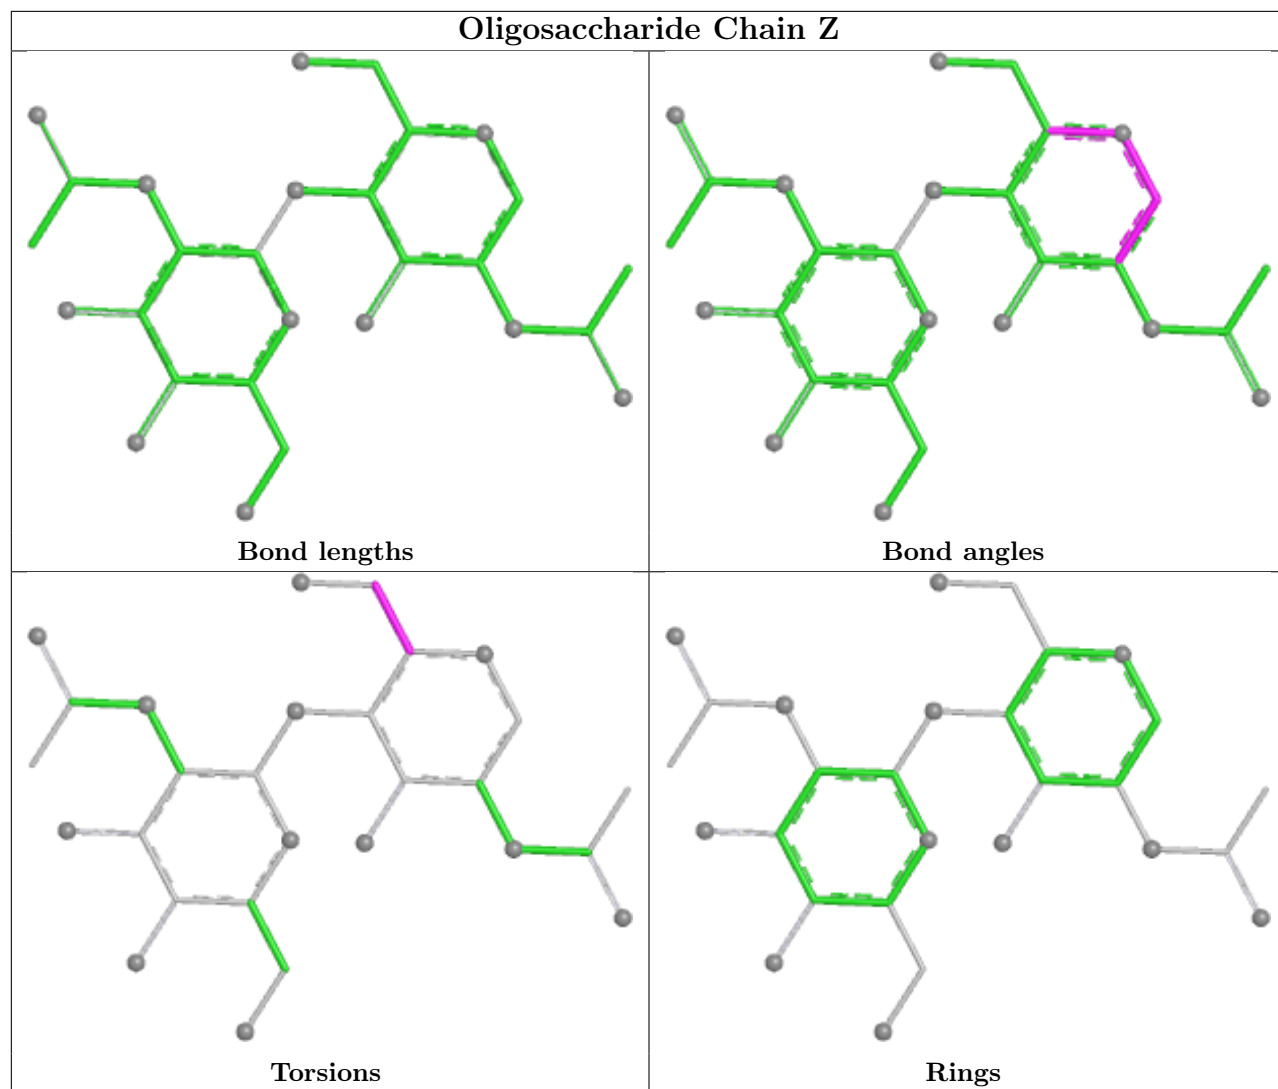 Oligosaccharide Chain Z
Bond lengths
Bond angles
Torsions
Rings